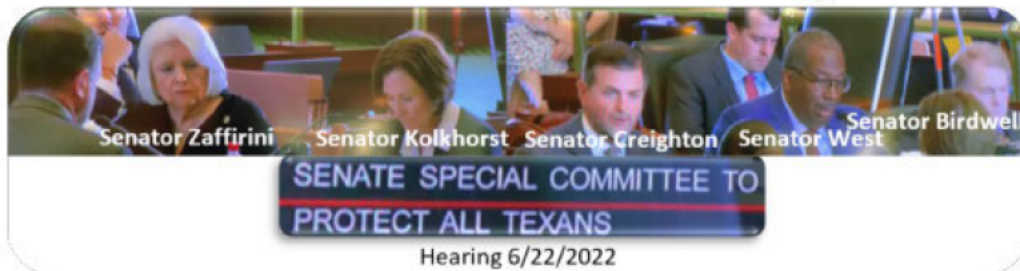 Senator Zaffirini Senator Kolkhorst Senator Creighton Senator West Senator Birdwell
SENATE SPECIAL COMMITTEE TO
PROTECT ALL TEXANS
Hearing 6/22/2022